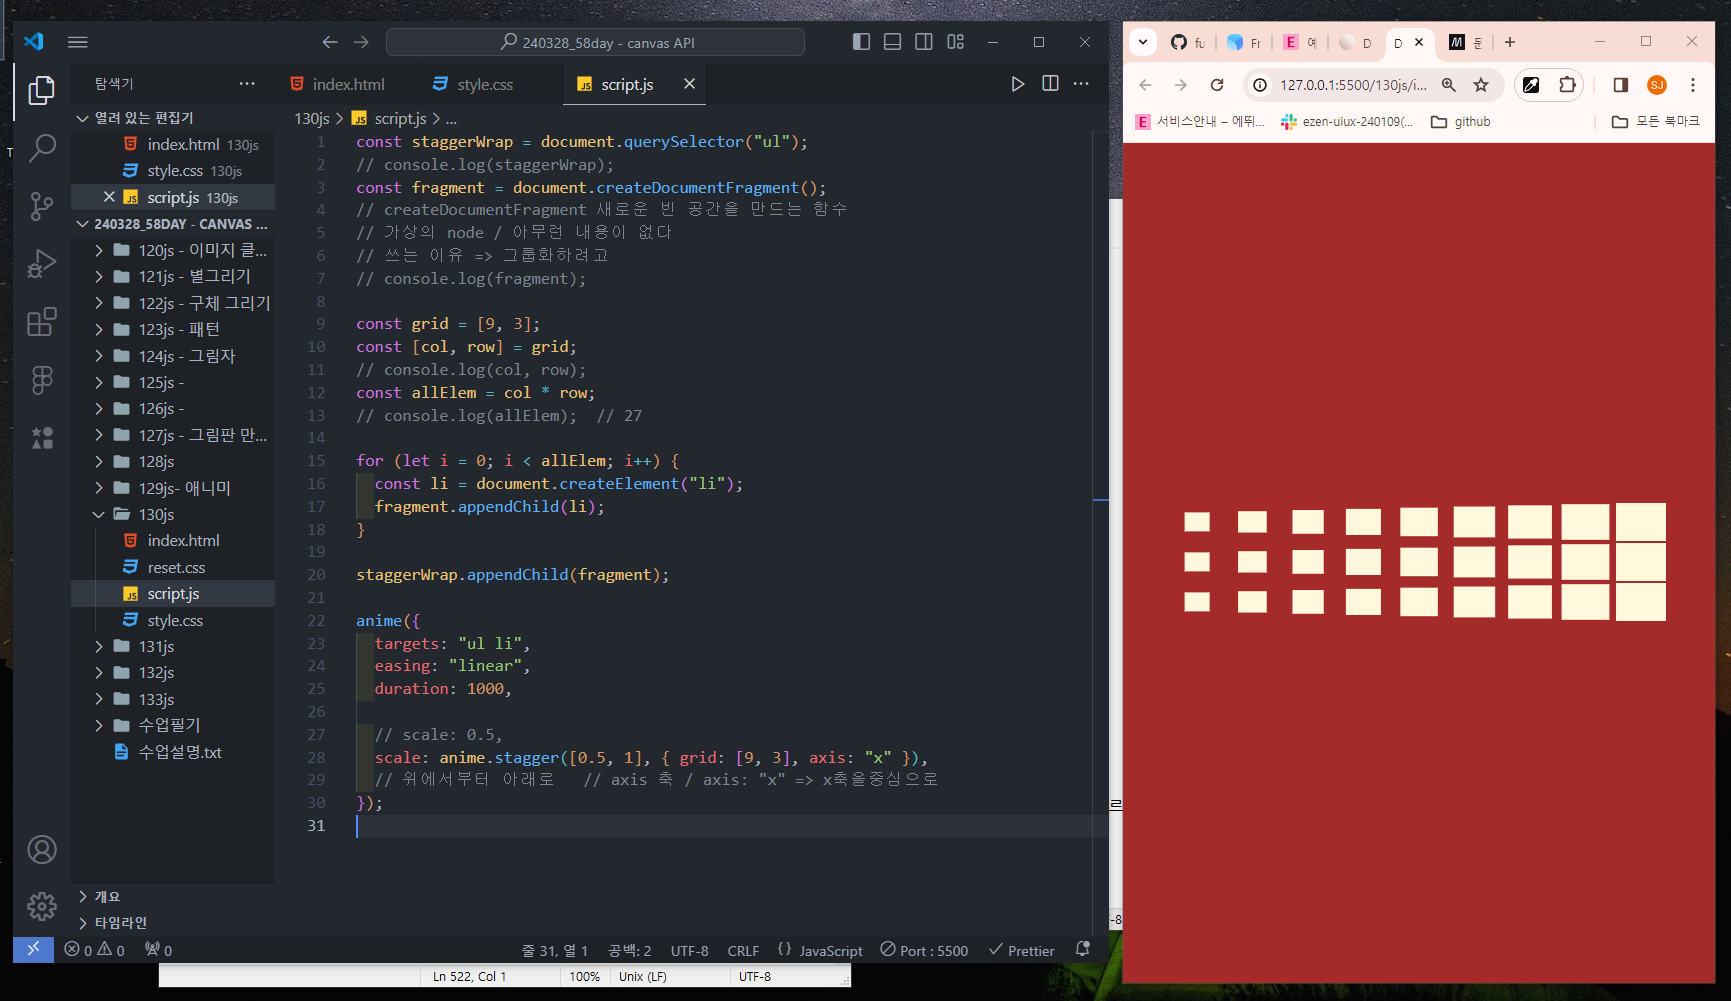 240328_58day - canvas API
탐색기
index.html
style.css
script.js
열려 있는 편집기
index.html 130js
style.css 130js
script.js 130js
240328_58DAY - CANVAS ...
120js - 이미지 클...
121js - 별그리기
122js - 구체 그리기
123js - 패턴
124js - 그림자
125js -
126js -
127js - 그림판 만...
128js
129js- 애니미
130js
index.html
reset.css
script.js
style.css
131js
132js
133js
수업필기
수업설명.txt
개요
타임라인
130js > script.js > ...
1 const staggerWrap = document.querySelector("ul");
2 // console.log(staggerWrap);
3 const fragment = document.createDocumentFragment();
4 // createDocumentFragment 새로운 빈 공간을 만드는 함수
5 // 가상의 node / 아무런 내용이 없다
6 // 쓰는 이유 => 그룹화하려고
7 // console.log(fragment);
8
9 const grid = [9, 3];
10 const [col, row] = grid;
11 // console.log(col, row);
12 const allElem = col * row;
13 // console.log(allElem);  // 27
14
15 for (let i = 0; i < allElem; i++) {
16   const li = document.createElement("li");
17   fragment.appendChild(li);
18 }
19
20 staggerWrap.appendChild(fragment);
21
22 anime({
23   targets: "ul li",
24   easing: "linear",
25   duration: 1000,
26
27   // scale: 0.5,
28   scale: anime.stagger([0.5, 1], { grid: [9, 3], axis: "x" }),
29   // 위에서부터 아래로   // axis 축 / axis: "x" => x축을중심으로
30 });
31
0 0 0
줄 31, 열 1
공백: 2
UTF-8
CRLF
{} JavaScript
Port : 5500
Prettier
Ln 522, Col 1
100%
Unix (LF)
UTF-8
fu
Fr
E 예
D
D
M 둔
127.0.0.1:5500/130js/i...
SJ
E 서비스안내 – 에뛰...
ezen-uiux-240109(...
github
모든 북마크
르
-8